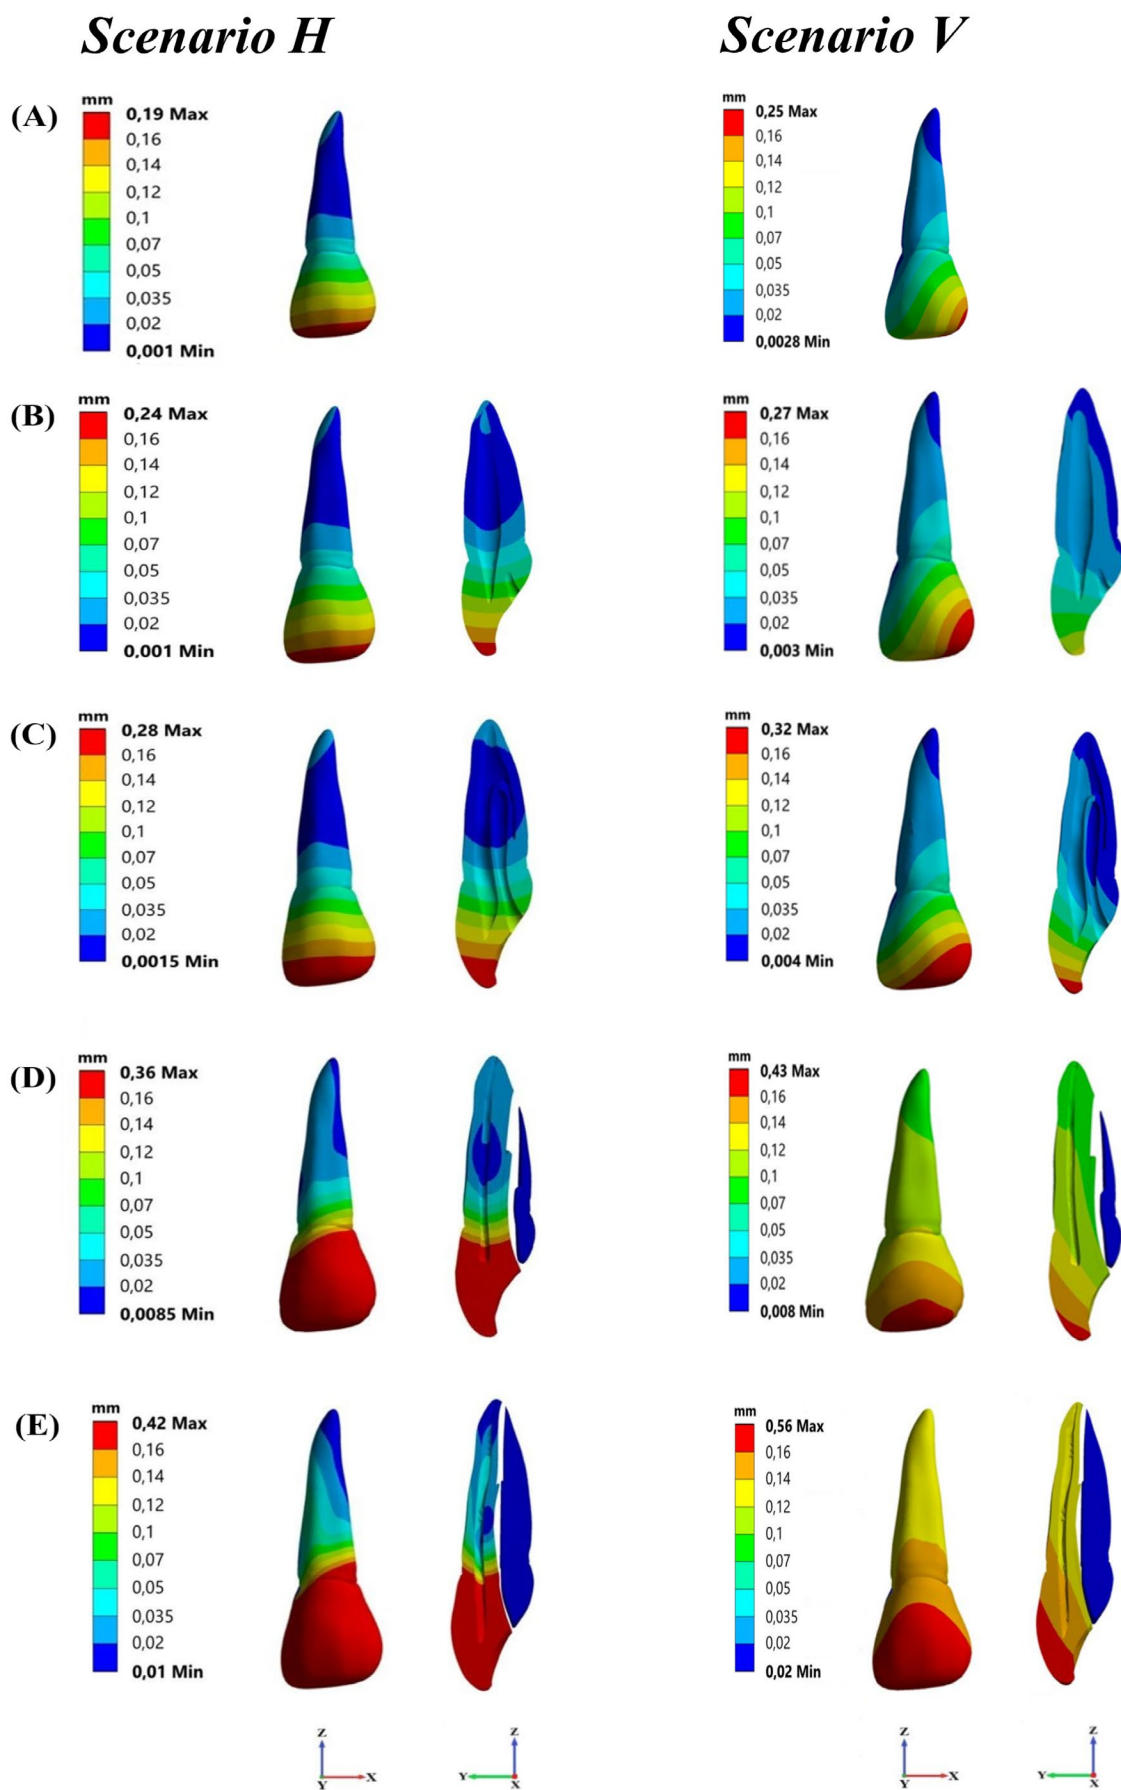 Scenario H
Scenario V
(A)
mm
0,19 Max
0,16
0,14
0,12
0,1
0,07
0,05
0,035
0,02
0,001 Min
mm
0,25 Max
0,16
0,14
0,12
0,1
0,07
0,05
0,035
0,02
0,0028 Min
(B)
mm
0,24 Max
0,16
0,14
0,12
0,1
0,07
0,05
0,035
0,02
0,001 Min
mm
0,27 Max
0,16
0,14
0,12
0,1
0,07
0,05
0,035
0,02
0,003 Min
(C)
mm
0,28 Max
0,16
0,14
0,12
0,1
0,07
0,05
0,035
0,02
0,0015 Min
mm
0,32 Max
0,16
0,14
0,12
0,1
0,07
0,05
0,035
0,02
0,004 Min
(D)
mm
0,36 Max
0,16
0,14
0,12
0,1
0,07
0,05
0,035
0,02
0,0085 Min
mm
0,43 Max
0,16
0,14
0,12
0,1
0,07
0,05
0,035
0,02
0,008 Min
(E)
mm
0,42 Max
0,16
0,14
0,12
0,1
0,07
0,05
0,035
0,02
0,01 Min
mm
0,56 Max
0,16
0,14
0,12
0,1
0,07
0,05
0,035
0,02
0,02 Min
Z
Y
X
Z
Y
X
Z
Y
X
Z
Y
X